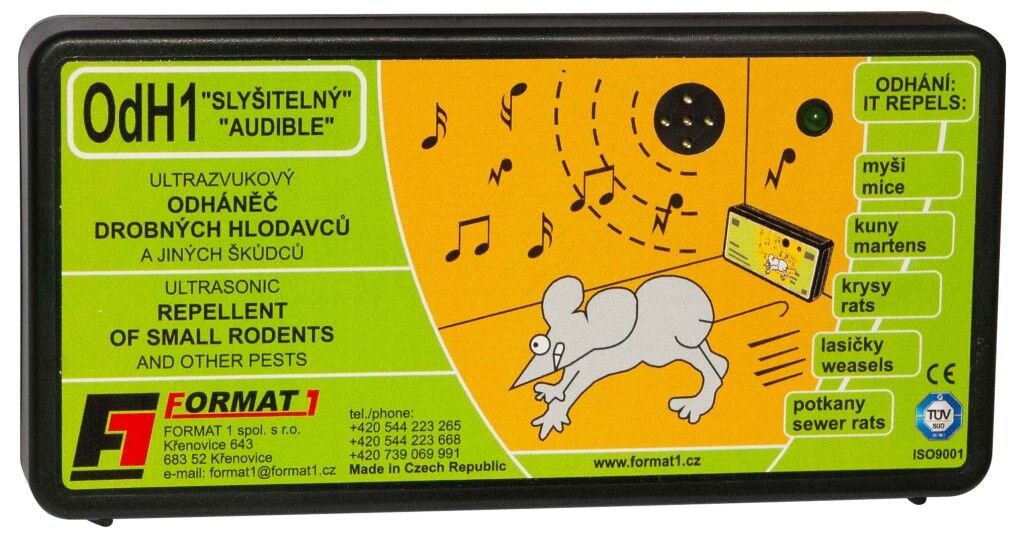 OdH1 "SLYŠITELNÝ"
"AUDIBLE"
ULTRAZVUKOVÝ
ODHÁNĚČ
DROBNÝCH HLODAVCŮ
A JINÝCH ŠKŮDCŮ
ULTRASONIC
REPELLENT
OF SMALL RODENTS
AND OTHER PESTS
F1 FORMAT 1
FORMAT 1 spol. s r.o.
Křenovice 643
683 52 Křenovice
e-mail: format1@format1.cz
tel./phone:
+420 544 223 265
+420 544 223 668
+420 739 069 991
Made in Czech Republic
www.format1.cz
ODHÁNÍ:
IT REPELS:
myši
mice
kuny
martens
krysy
rats
lasičky
weasels
potkany
sewer rats
CE
TÜV
SÜD
ISO9001